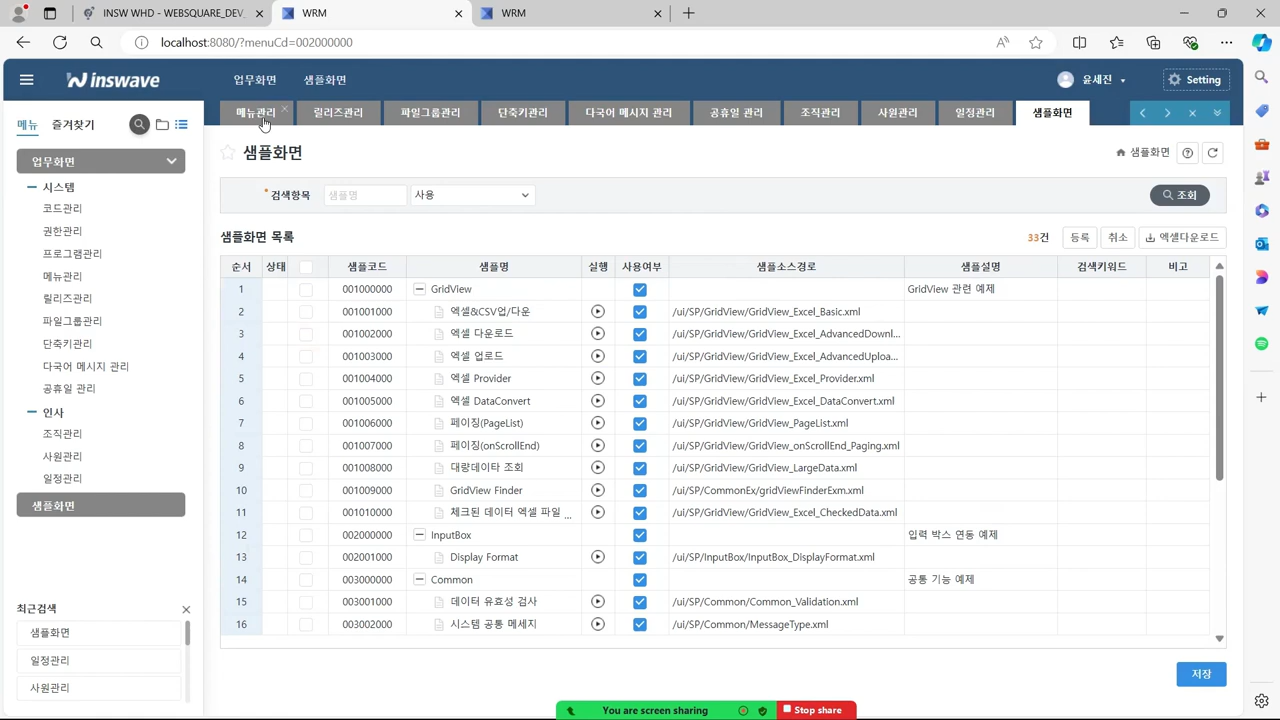 INSW WHD - WEBSQUARE_DEV_
WRM
WRM
localhost:8080/?menuCd=002000000
inswave
업무화면
샘플화면
윤세진
Setting
메뉴관리
릴리즈관리
파일그룹관리
단축키관리
다국어 메시지 관리
공휴일 관리
조직관리
사원관리
일정관리
샘플화면
메뉴
즐겨찾기
업무화면
시스템
코드관리
권한관리
프로그램관리
메뉴관리
릴리즈관리
파일그룹관리
단축키관리
다국어 메시지 관리
공휴일 관리
인사
조직관리
사원관리
일정관리
샘플화면
최근검색
샘플화면
일정관리
사원관리
샘플화면
샘플화면
검색항목
샘플명
사용
조회
샘플화면 목록
33건
등록
취소
엑셀다운로드
순서 상태 샘플코드 샘플명 실행 사용여부 샘플소스경로 샘플설명 검색키워드 비고
1 001000000 GridView GridView 관련 예제
2 001001000 엑셀&CSV업/다운 /ui/SP/GridView/GridView_Excel_Basic.xml
3 001002000 엑셀 다운로드 /ui/SP/GridView/GridView_Excel_AdvancedDownl...
4 001003000 엑셀 업로드 /ui/SP/GridView/GridView_Excel_AdvancedUploa...
5 001004000 엑셀 Provider /ui/SP/GridView/GridView_Excel_Provider.xml
6 001005000 엑셀 DataConvert /ui/SP/GridView/GridView_Excel_DataConvert.xml
7 001006000 페이징(PageList) /ui/SP/GridView/GridView_PageList.xml
8 001007000 페이징(onScrollEnd) /ui/SP/GridView/GridView_onScrollEnd_Paging.xml
9 001008000 대량데이타 조회 /ui/SP/GridView/GridView_LargeData.xml
10 001009000 GridView Finder /ui/SP/CommonEx/gridViewFinderExm.xml
11 001010000 체크된 데이터 엑셀 파일 ... /ui/SP/GridView/GridView_Excel_CheckedData.xml
12 002000000 InputBox 입력 박스 연동 예제
13 002001000 Display Format /ui/SP/InputBox/InputBox_DisplayFormat.xml
14 003000000 Common 공통 기능 예제
15 003001000 데이터 유효성 검사 /ui/SP/Common/Common_Validation.xml
16 003002000 시스템 공통 메세지 /ui/SP/Common/MessageType.xml
저장
You are screen sharing
Stop share